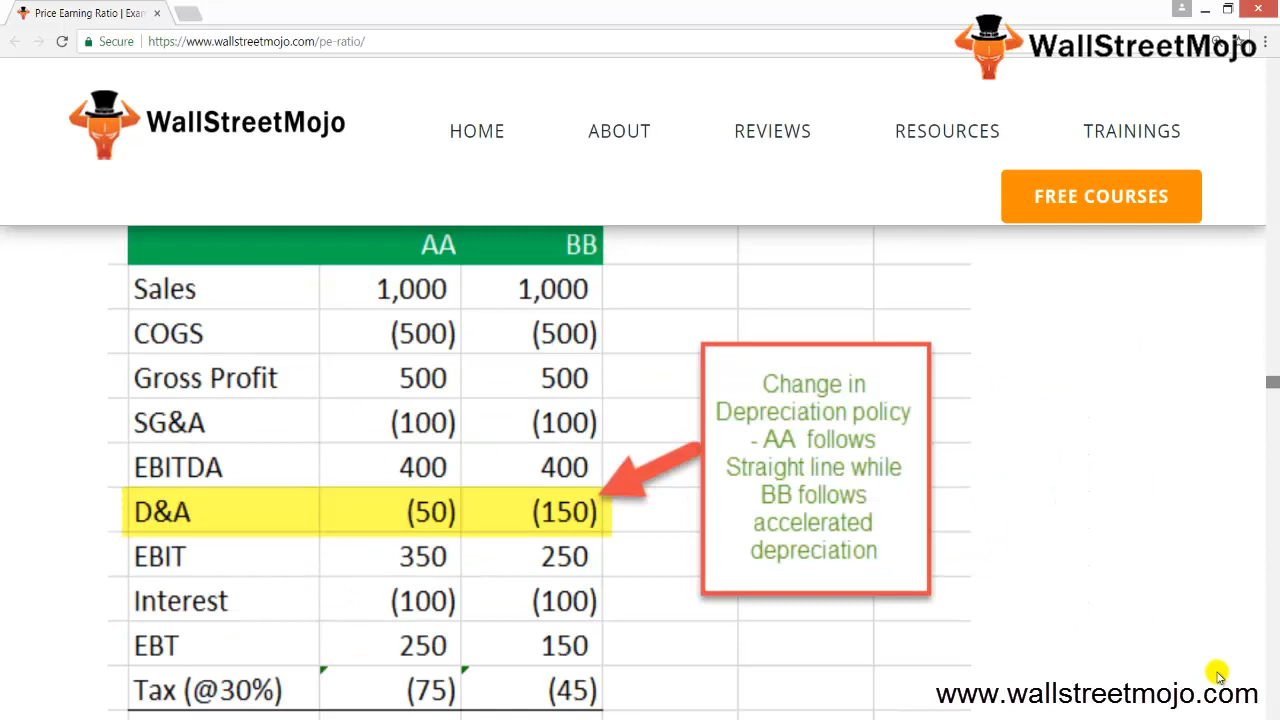 Price Earning Ratio | Exa
Secure https://www.wallstreetmojo.com/pe-ratio/
WallStreetMojo
WallStreetMojo
HOME ABOUT REVIEWS RESOURCES TRAININGS
FREE COURSES
AA BB
Sales 1,000 1,000
COGS (500) (500)
Gross Profit 500 500
SG&A (100) (100)
EBITDA 400 400
D&A (50) (150)
EBIT 350 250
Interest (100) (100)
EBT 250 150
Tax (@30%) (75) (45)
Change in
Depreciation policy
- AA follows
Straight line while
BB follows
accelerated
depreciation
www.wallstreetmojo.com